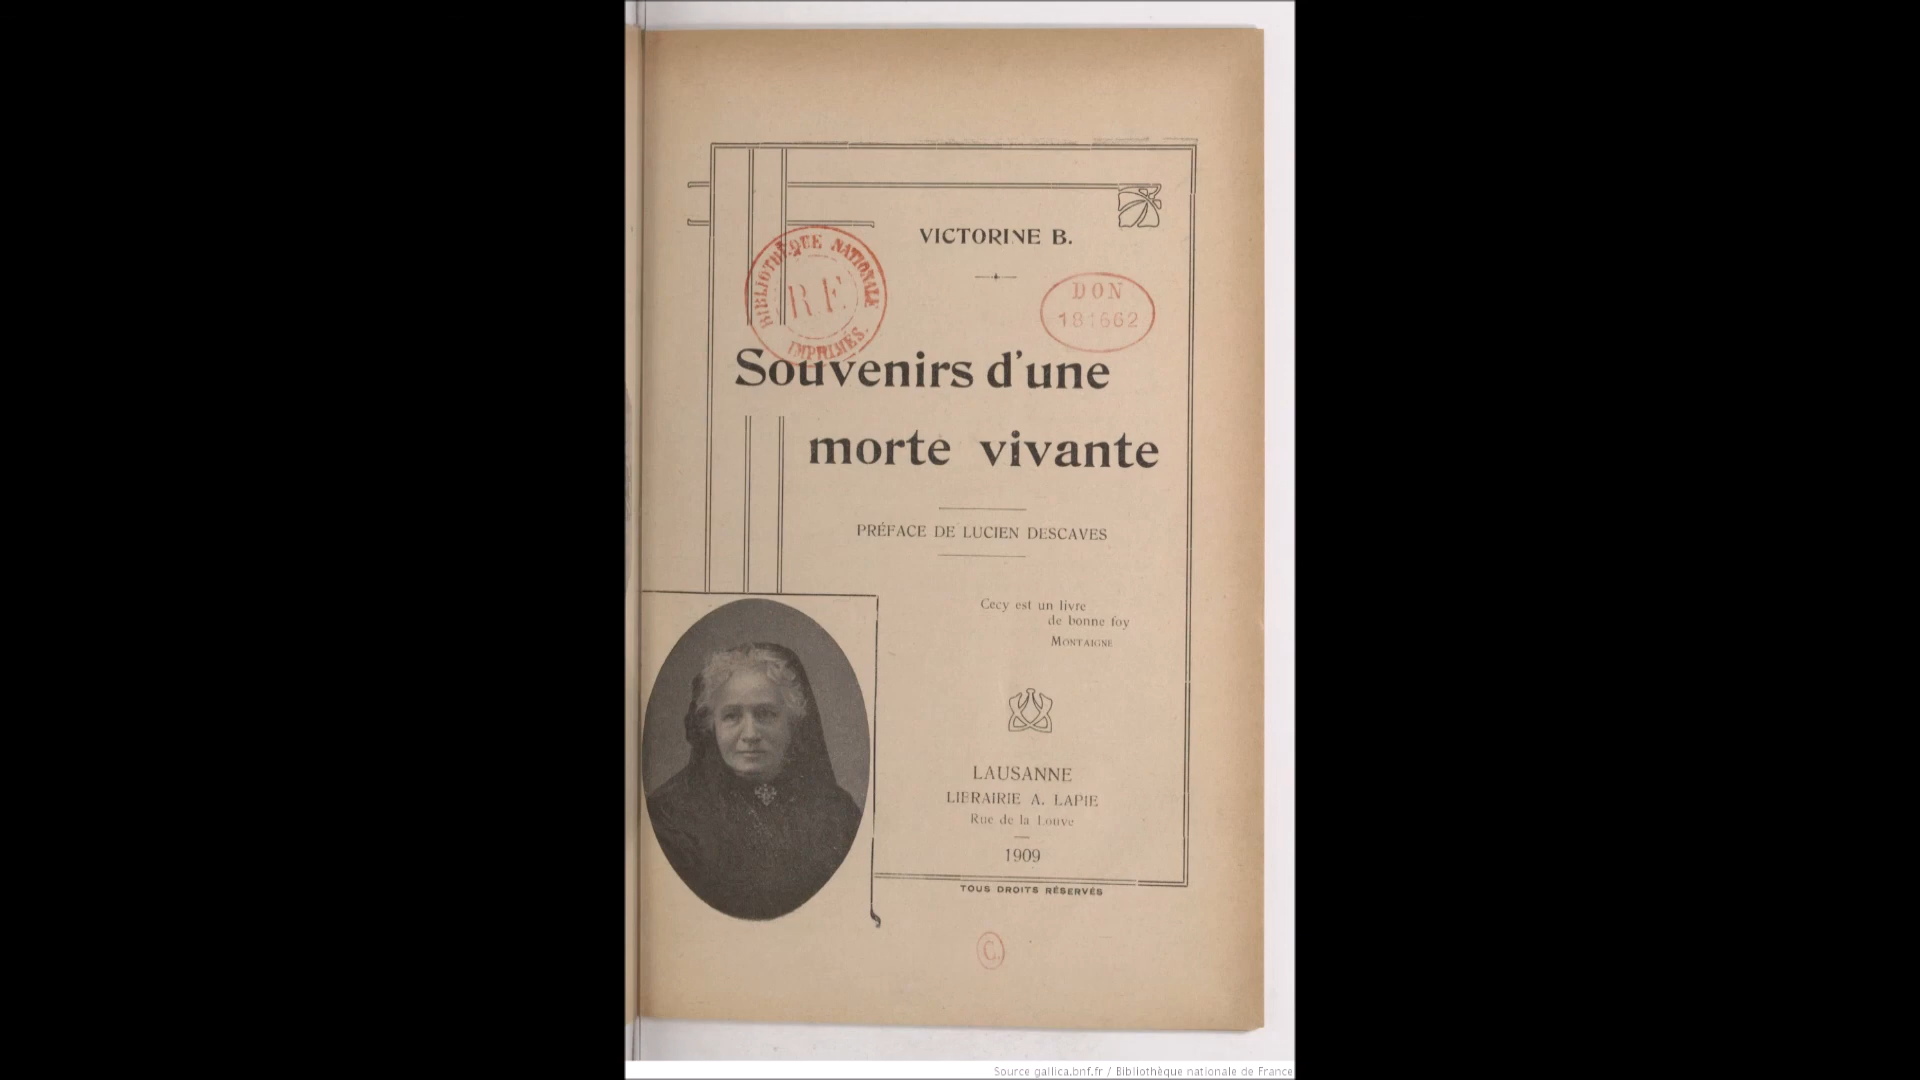 VICTORINE B.
BIBLIOTHÈQUE NATIONALE
R F
IMPRIMÉS.
DON
181662
Souvenirs d'une
morte vivante
PRÉFACE DE LUCIEN DESCAVES
Cecy est un livre
de bonne foy
MONTAIGNE
LAUSANNE
LIBRAIRIE A. LAPIE
Rue de la Louve
1909
TOUS DROITS RÉSERVÉS
C.
Source gallica.bnf.fr / Bibliothèque nationale de France